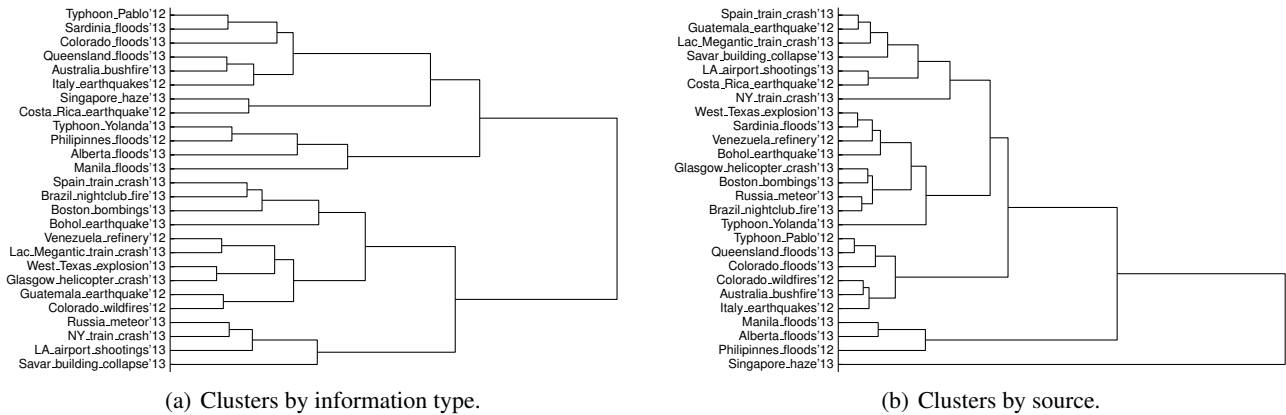 Typhoon_Pablo'12
Sardinia_floods'13
Colorado_floods'13
Queensland_floods'13
Australia_bushfire'13
Italy_earthquakes'12
Singapore_haze'13
Costa_Rica_earthquake'12
Typhoon_Yolanda'13
Philipinnes_floods'12
Alberta_floods'13
Manila_floods'13
Spain_train_crash'13
Brazil_nightclub_fire'13
Boston_bombings'13
Bohol_earthquake'13
Venezuela_refinery'12
Lac_Megantic_train_crash'13
West_Texas_explosion'13
Glasgow_helicopter_crash'13
Guatemala_earthquake'12
Colorado_wildfires'12
Russia_meteor'13
NY_train_crash'13
LA_airport_shootings'13
Savar_building_collapse'13
(a) Clusters by information type.
Spain_train_crash'13
Guatemala_earthquake'12
Lac_Megantic_train_crash'13
Savar_building_collapse'13
LA_airport_shootings'13
Costa_Rica_earthquake'12
NY_train_crash'13
West_Texas_explosion'13
Sardinia_floods'13
Venezuela_refinery'12
Bohol_earthquake'13
Glasgow_helicopter_crash'13
Boston_bombings'13
Russia_meteor'13
Brazil_nightclub_fire'13
Typhoon_Yolanda'13
Typhoon_Pablo'12
Queensland_floods'13
Colorado_floods'13
Colorado_wildfires'12
Australia_bushfire'13
Italy_earthquakes'12
Manila_floods'13
Alberta_floods'13
Philipinnes_floods'12
Singapore_haze'13
(b) Clusters by source.